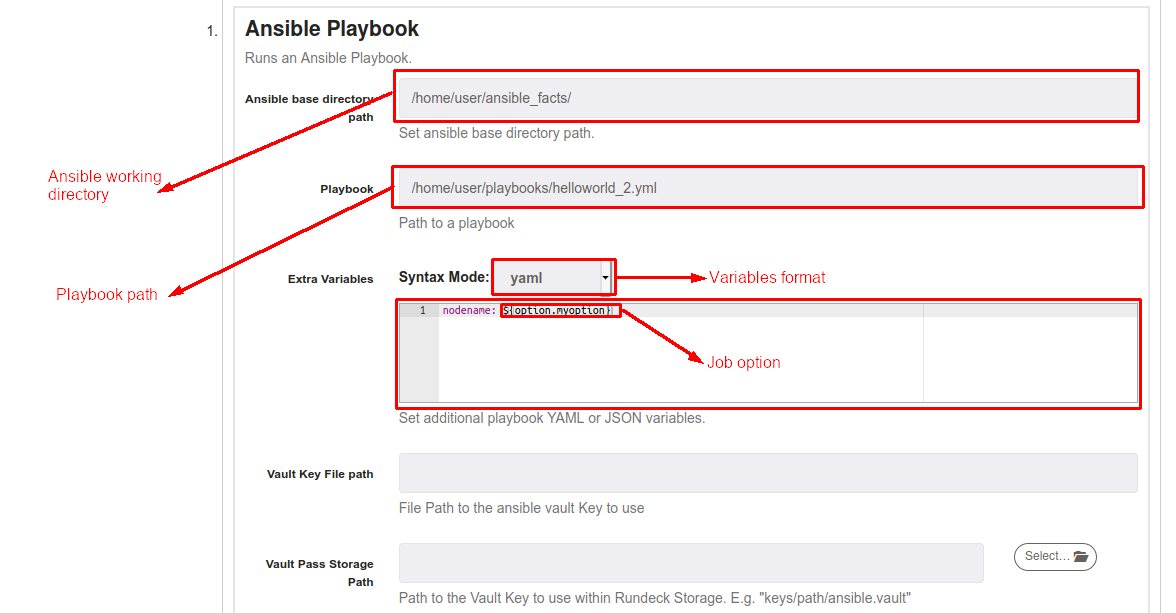 1.
Ansible Playbook
Runs an Ansible Playbook.
Ansible base directory
path
/home/user/ansible_facts/
Set ansible base directory path.
Ansible working
directory
Playbook
/home/user/playbooks/helloworld_2.yml
Path to a playbook
Playbook path
Extra Variables
Syntax Mode:
yaml
Variables format
1 nodename: ${option.myoption}
Job option
Set additional playbook YAML or JSON variables.
Vault Key File path
File Path to the ansible vault Key to use
Vault Pass Storage
Path
Select...
Path to the Vault Key to use within Rundeck Storage. E.g. "keys/path/ansible.vault"